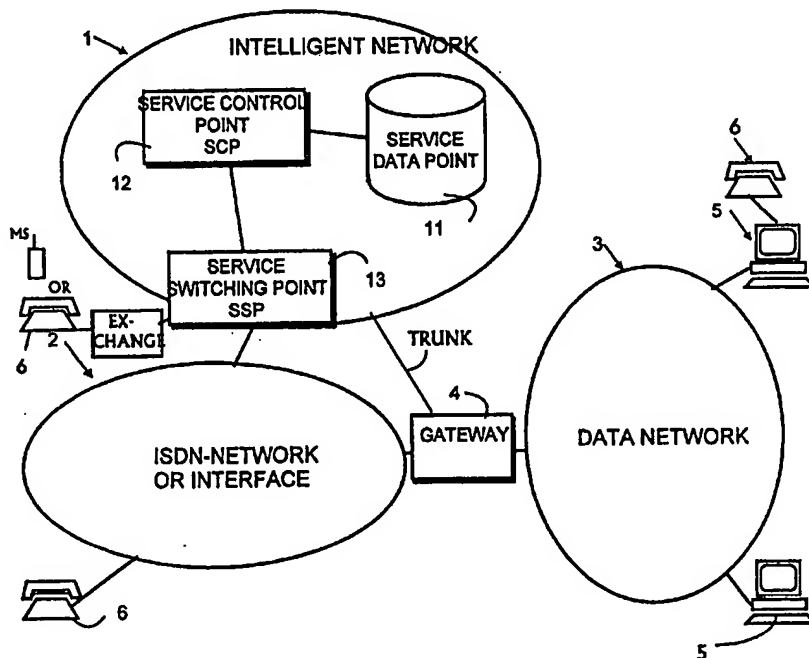 1
INTELLIGENT NETWORK
SERVICE CONTROL
POINT
SCP
12
SERVICE
DATA POINT
11
6
5
MS
OR
6
EX-
CHANGE
SERVICE
SWITCHING POINT
SSP
13
3
2
TRUNK
4
GATEWAY
ISDN-NETWORK
OR INTERFACE
DATA NETWORK
6
5